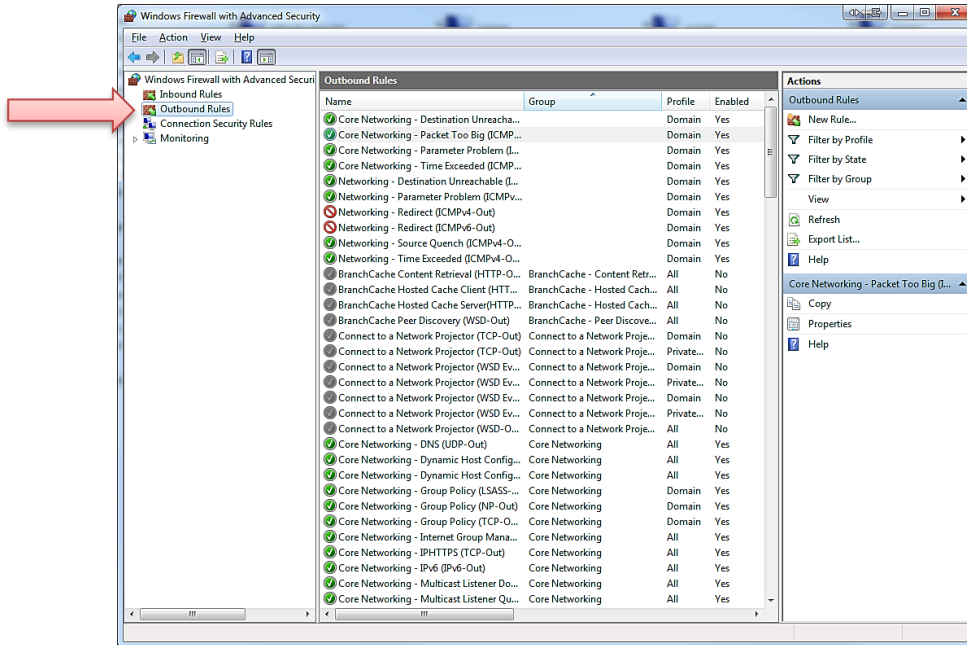 Windows Firewall with Advanced Security
File Action View Help
Windows Firewall with Advanced Securi
Inbound Rules
Outbound Rules
Connection Security Rules
Monitoring
Outbound Rules
Name Group Profile Enabled
Core Networking - Destination Unreacha... Domain Yes
Core Networking - Packet Too Big (ICMP... Domain Yes
Core Networking - Parameter Problem (I... Domain Yes
Core Networking - Time Exceeded (ICMP... Domain Yes
Networking - Destination Unreachable (I... Domain Yes
Networking - Parameter Problem (ICMPv... Domain Yes
Networking - Redirect (ICMPv4-Out) Domain Yes
Networking - Redirect (ICMPv6-Out) Domain Yes
Networking - Source Quench (ICMPv4-O... Domain Yes
Networking - Time Exceeded (ICMPv4-O... Domain Yes
BranchCache Content Retrieval (HTTP-O... BranchCache - Content Retr... All No
BranchCache Hosted Cache Client (HTT... BranchCache - Hosted Cach... All No
BranchCache Hosted Cache Server(HTTP... BranchCache - Hosted Cach... All No
BranchCache Peer Discovery (WSD-Out) BranchCache - Peer Discove... All No
Connect to a Network Projector (TCP-Out) Connect to a Network Proje... Domain No
Connect to a Network Projector (TCP-Out) Connect to a Network Proje... Private... No
Connect to a Network Projector (WSD Ev... Connect to a Network Proje... Domain No
Connect to a Network Projector (WSD Ev... Connect to a Network Proje... Private... No
Connect to a Network Projector (WSD Ev... Connect to a Network Proje... Domain No
Connect to a Network Projector (WSD Ev... Connect to a Network Proje... Private... No
Connect to a Network Projector (WSD-O... Connect to a Network Proje... All No
Core Networking - DNS (UDP-Out) Core Networking All Yes
Core Networking - Dynamic Host Config... Core Networking All Yes
Core Networking - Dynamic Host Config... Core Networking All Yes
Core Networking - Group Policy (LSASS-... Core Networking Domain Yes
Core Networking - Group Policy (NP-Out) Core Networking Domain Yes
Core Networking - Group Policy (TCP-O... Core Networking Domain Yes
Core Networking - Internet Group Mana... Core Networking All Yes
Core Networking - IPHTTPS (TCP-Out) Core Networking All Yes
Core Networking - IPv6 (IPv6-Out) Core Networking All Yes
Core Networking - Multicast Listener Do... Core Networking All Yes
Core Networking - Multicast Listener Qu... Core Networking All Yes
Actions
Outbound Rules
New Rule...
Filter by Profile
Filter by State
Filter by Group
View
Refresh
Export List...
Help
Core Networking - Packet Too Big (I...
Copy
Properties
Help